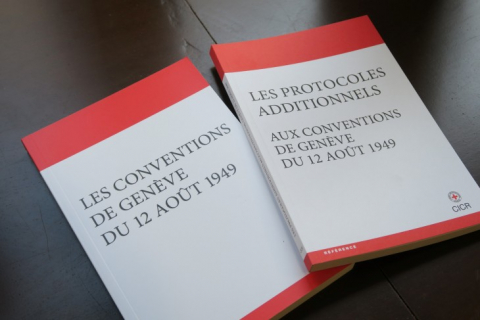 LES CONVENTIONS
DE GENÈVE
DU 12 AOÛT 1949
LES PROTOCOLES
ADDITIONNELS
AUX CONVENTIONS
DE GENÈVE
DU 12 AOÛT 1949
CICR
RÉFÉRENCE